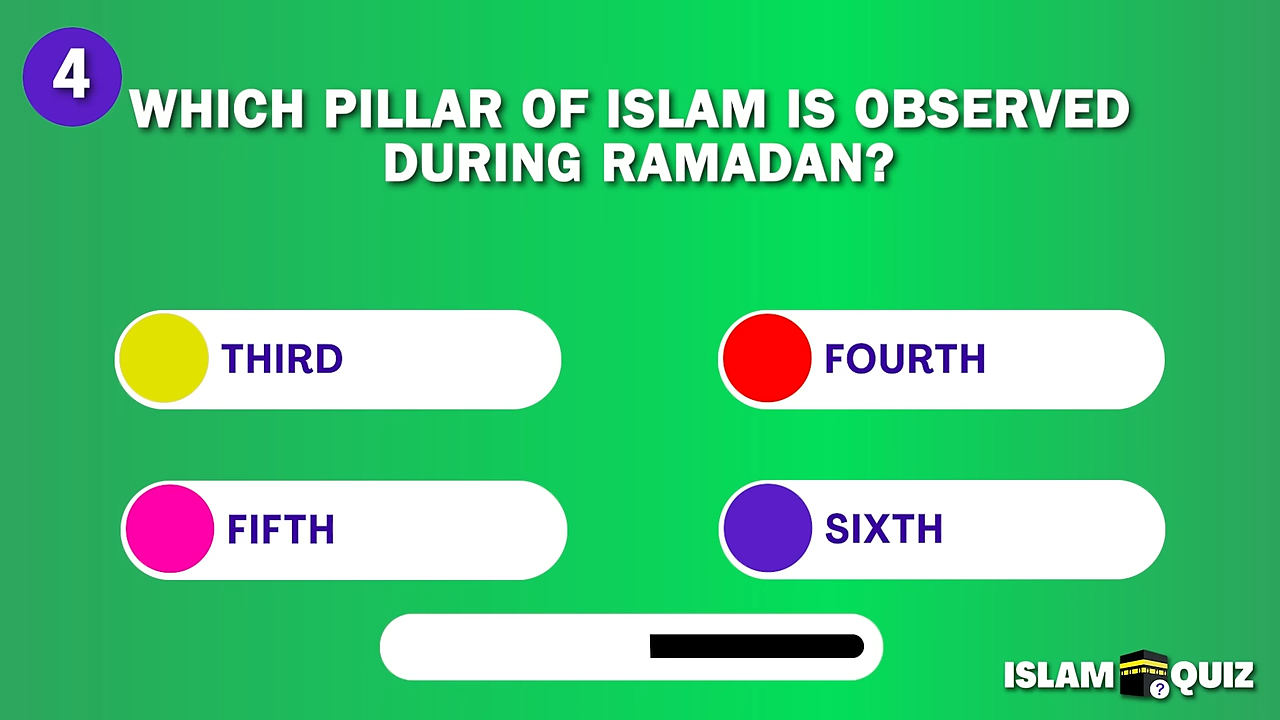 4
WHICH PILLAR OF ISLAM IS OBSERVED
DURING RAMADAN?
THIRD
FOURTH
FIFTH
SIXTH
ISLAM ? QUIZ